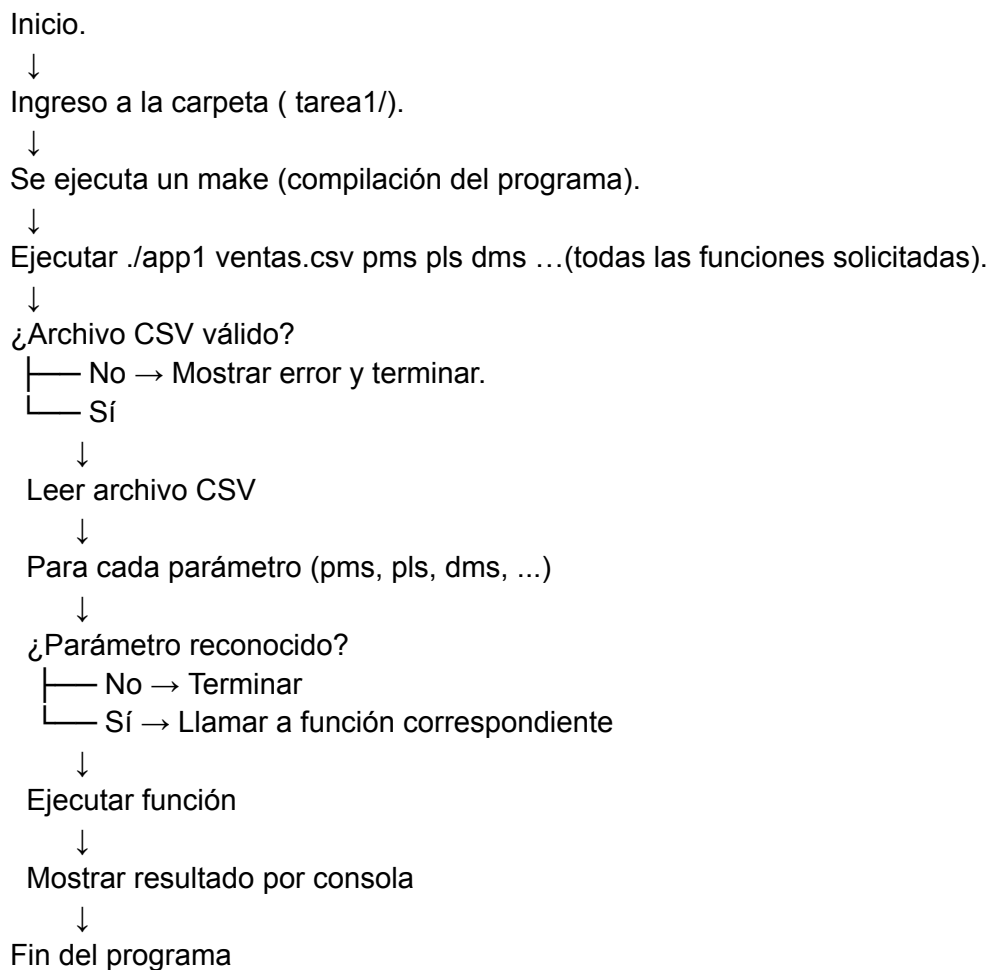 Inicio.
↓
Ingreso a la carpeta ( tarea1/).
↓
Se ejecuta un make (compilación del programa).
↓
Ejecutar ./app1 ventas.csv pms pls dms …(todas las funciones solicitadas).
↓
¿Archivo CSV válido?
├── No → Mostrar error y terminar.
└── Sí
↓
Leer archivo CSV
↓
Para cada parámetro (pms, pls, dms, ...)
↓
¿Parámetro reconocido?
├── No → Terminar
└── Sí → Llamar a función correspondiente
↓
Ejecutar función
↓
Mostrar resultado por consola
↓
Fin del programa